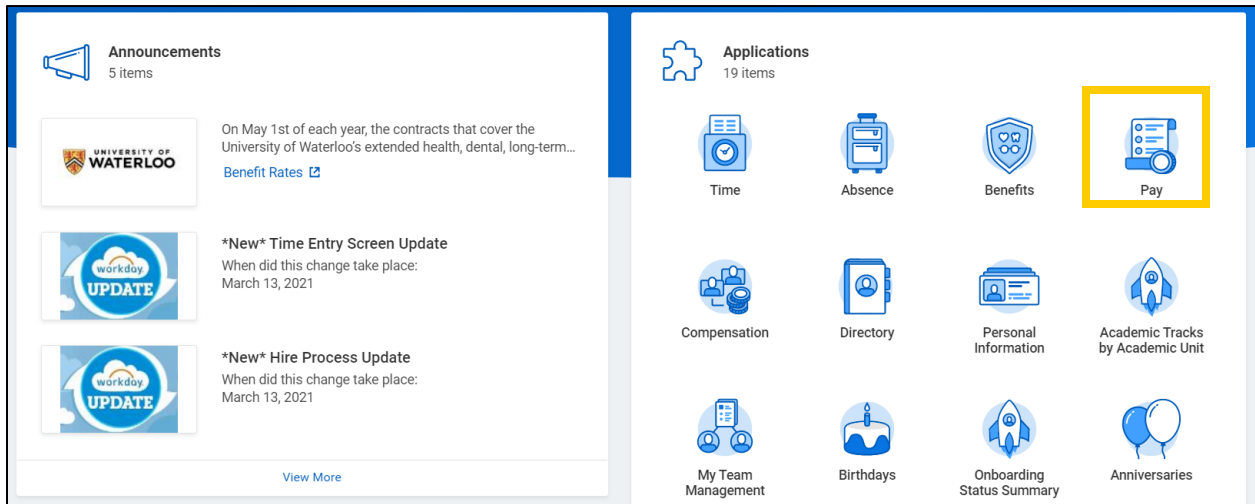 Announcements
5 items
UNIVERSITY OF
WATERLOO
On May 1st of each year, the contracts that cover the
University of Waterloo's extended health, dental, long-term...
Benefit Rates
workday.
UPDATE
*New* Time Entry Screen Update
When did this change take place:
March 13, 2021
workday.
UPDATE
*New* Hire Process Update
When did this change take place:
March 13, 2021
View More
Applications
19 items
Time
Absence
Benefits
Pay
Compensation
Directory
Personal
Information
Academic Tracks
by Academic Unit
My Team
Management
Birthdays
Onboarding
Status Summary
Anniversaries